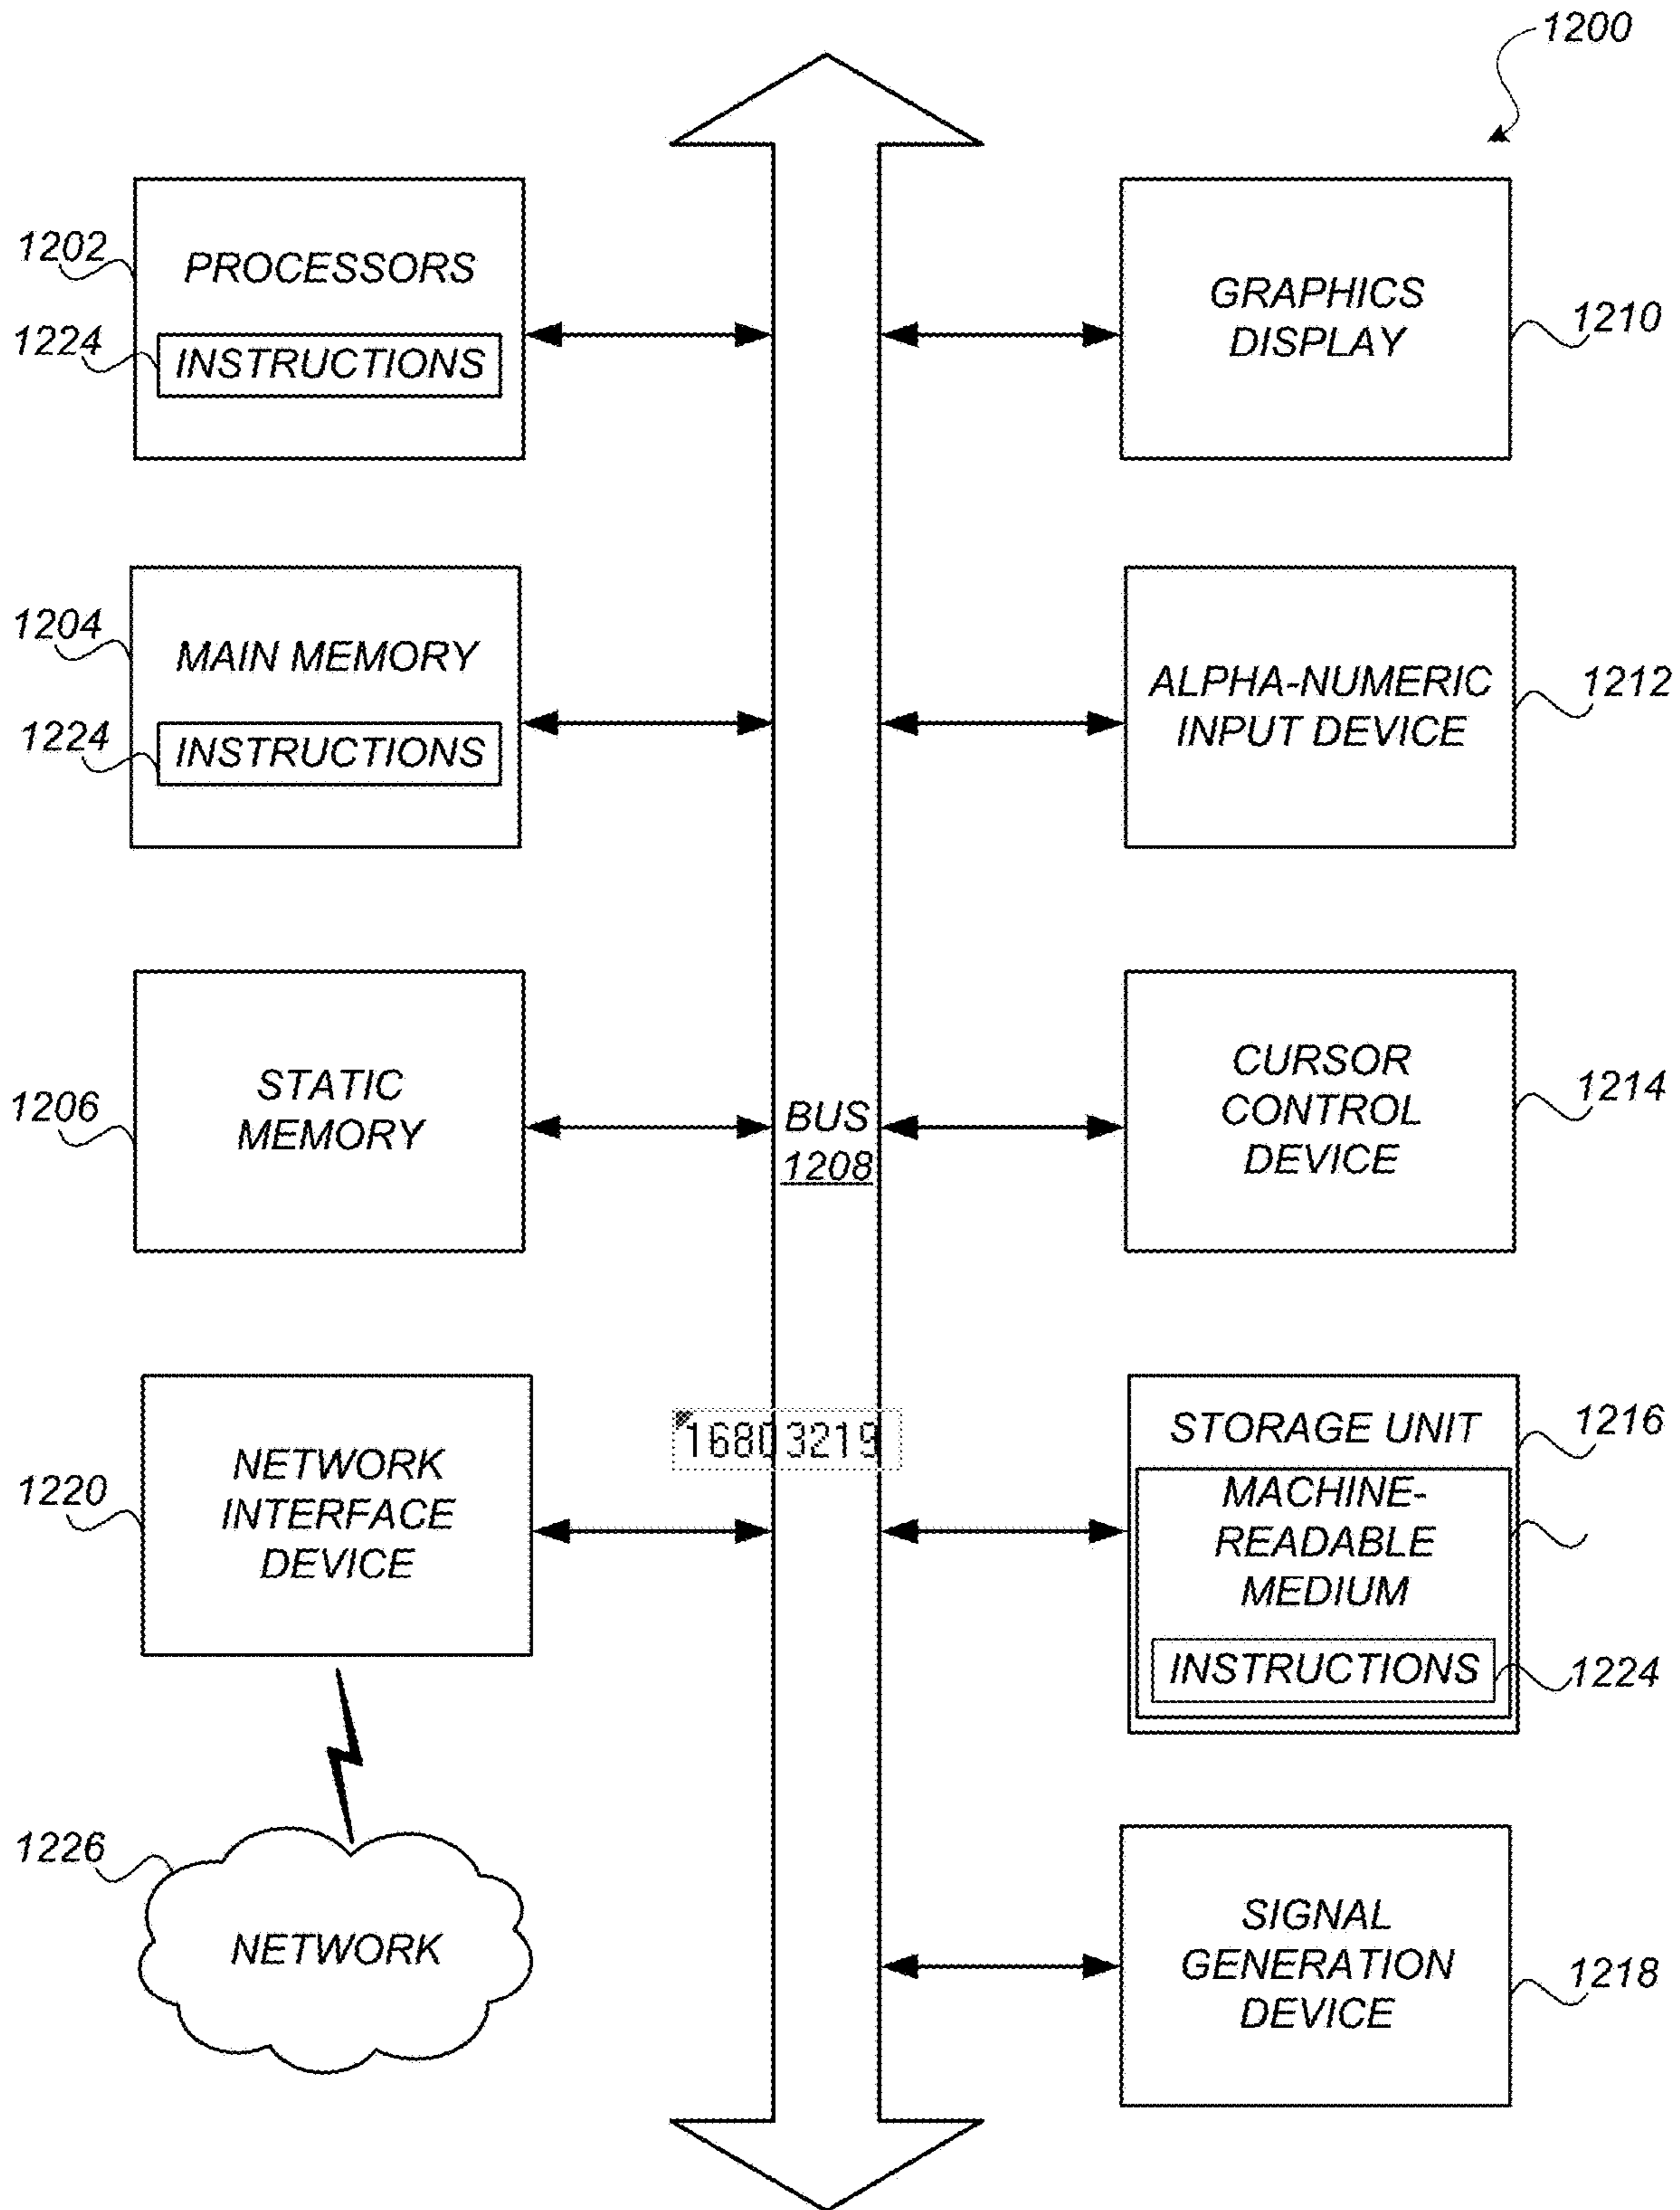 1200
1202
PROCESSORS
1224
INSTRUCTIONS
GRAPHICS
DISPLAY
1210
1204
MAIN MEMORY
1224
INSTRUCTIONS
ALPHA-NUMERIC
INPUT DEVICE
1212
1206
STATIC
MEMORY
BUS
1208
CURSOR
CONTROL
DEVICE
1214
16803219
1220
NETWORK
INTERFACE
DEVICE
STORAGE UNIT
1216
MACHINE-
READABLE
MEDIUM
INSTRUCTIONS
1224
1226
NETWORK
SIGNAL
GENERATION
DEVICE
1218